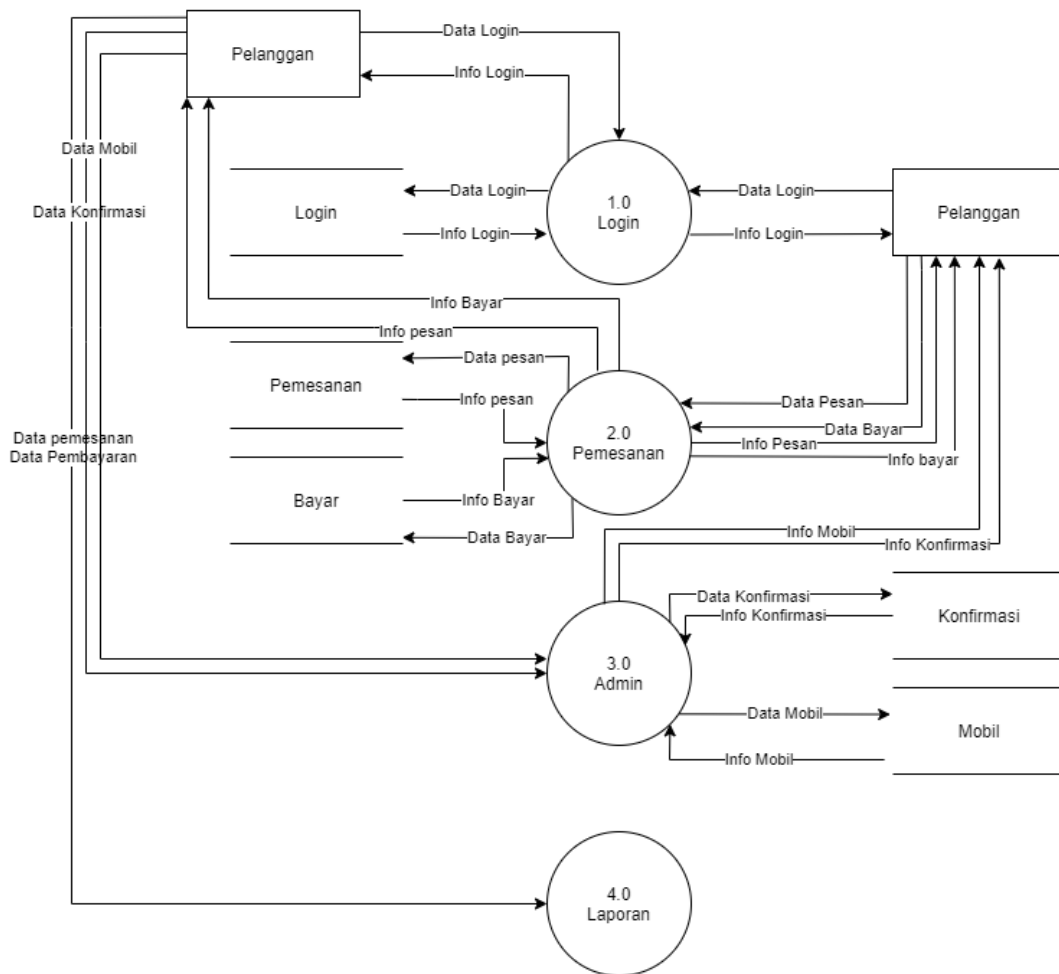 Data Login
Pelanggan
Info Login
Data Mobil
1.0
Login
Data Login
Data Login
Login
Data Konfirmasi
Pelanggan
Info Login
Info Login
Info Bayar
Info pesan
Data pesan
Pemesanan
Info pesan
Data Pesan
Data Bayar
2.0
Pemesanan
Data pemesanan
Data Pembayaran
Info Pesan
Info bayar
Bayar
Info Bayar
Data Bayar
Info Mobil
Info Konfirmasi
Data Konfirmasi
Info Konfirmasi
Konfirmasi
3.0
Admin
Data Mobil
Mobil
Info Mobil
4.0
Laporan